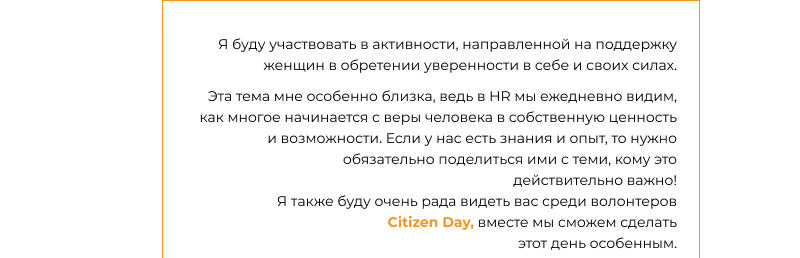 Я буду участвовать в активности, направленной на поддержку
женщин в обретении уверенности в себе и своих силах.
Эта тема мне особенно близка, ведь в HR мы ежедневно видим,
как многое начинается с веры человека в собственную ценность
и возможности. Если у нас есть знания и опыт, то нужно
обязательно поделиться ими с теми, кому это
действительно важно!
Я также буду очень рада видеть вас среди волонтеров
Citizen Day, вместе мы сможем сделать
этот день особенным.